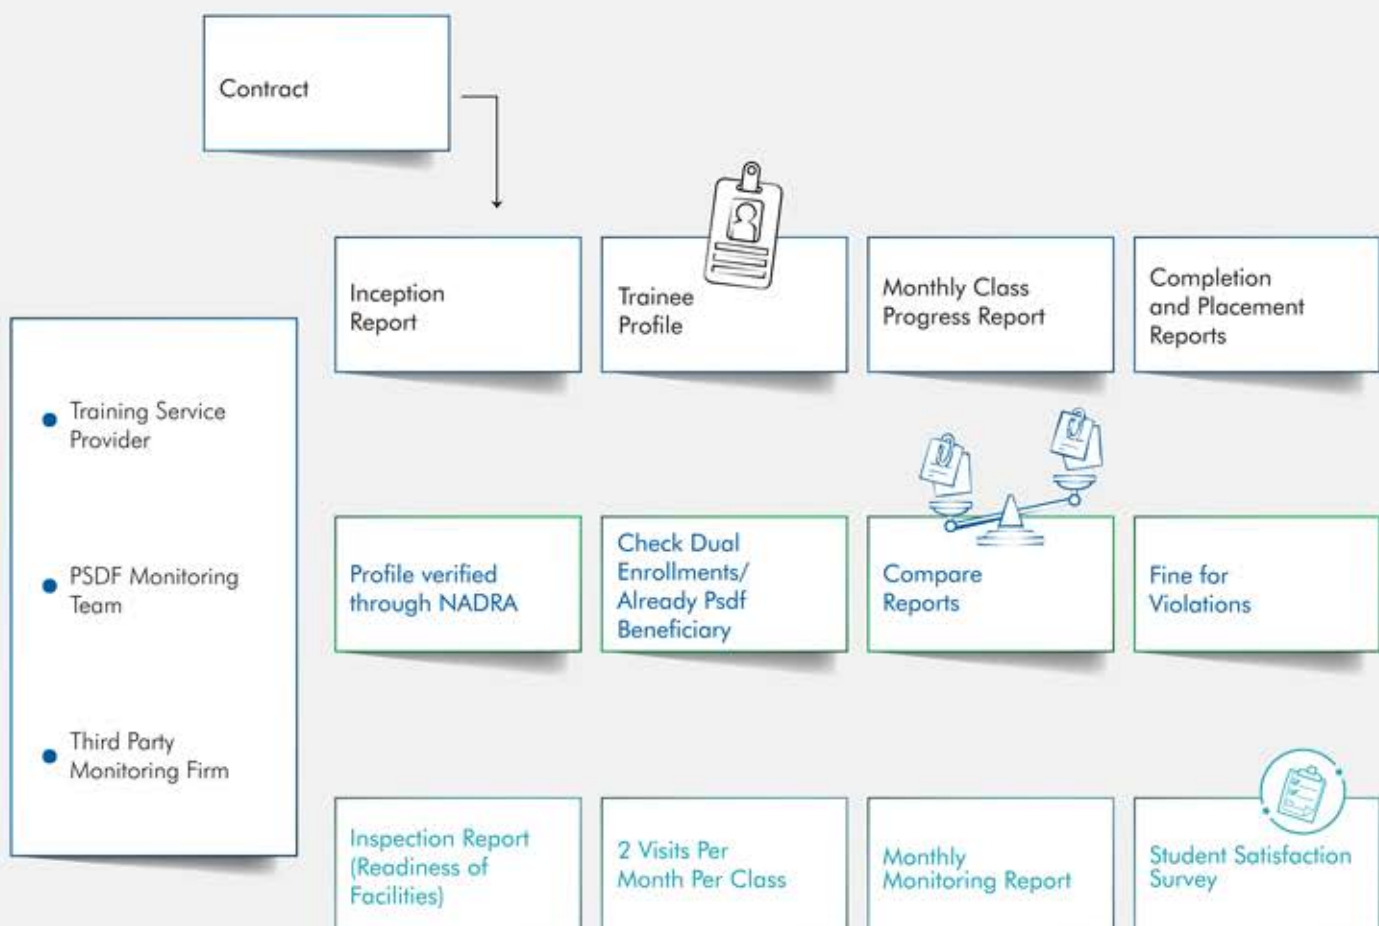 Contract
Inception
Report
Trainee
Profile
Monthly Class
Progress Report
Completion
and Placement
Reports
Training Service
Provider
PSDF Monitoring
Team
Third Party
Monitoring Firm
Profile verified
through NADRA
Check Dual
Enrollments/
Already Psdf
Beneficiary
Compare
Reports
Fine for
Violations
Inspection Report
(Readiness of
Facilities)
2 Visits Per
Month Per Class
Monthly
Monitoring Report
Student Satisfaction
Survey